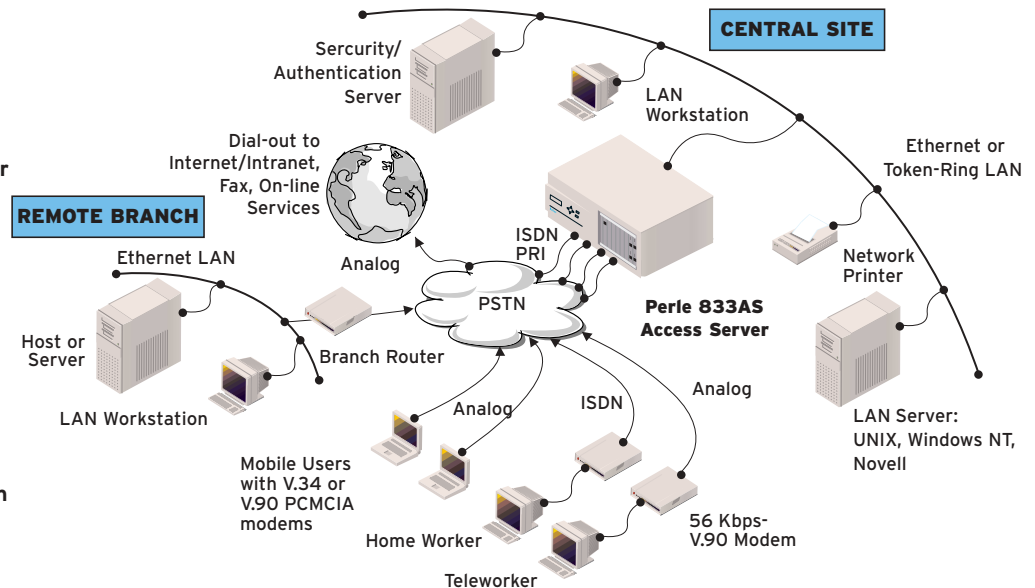 CENTRAL SITE
Sercurity/
Authentication
Server
LAN
Workstation
Dial-out to
Internet/Intranet,
Fax, On-line
Services
Ethernet or
Token-Ring LAN
r
REMOTE BRANCH
Ethernet LAN
Analog
ISDN
PRI
Network
Printer
PSTN
Perle 833AS
Access Server
Host or
Server
Branch Router
LAN Workstation
Analog
ISDN
Analog
LAN Server:
UNIX, Windows NT,
Novell
Mobile Users
with V.34 or
V.90 PCMCIA
modems
n
56 Kbps-
V.90 Modem
Home Worker
Teleworker